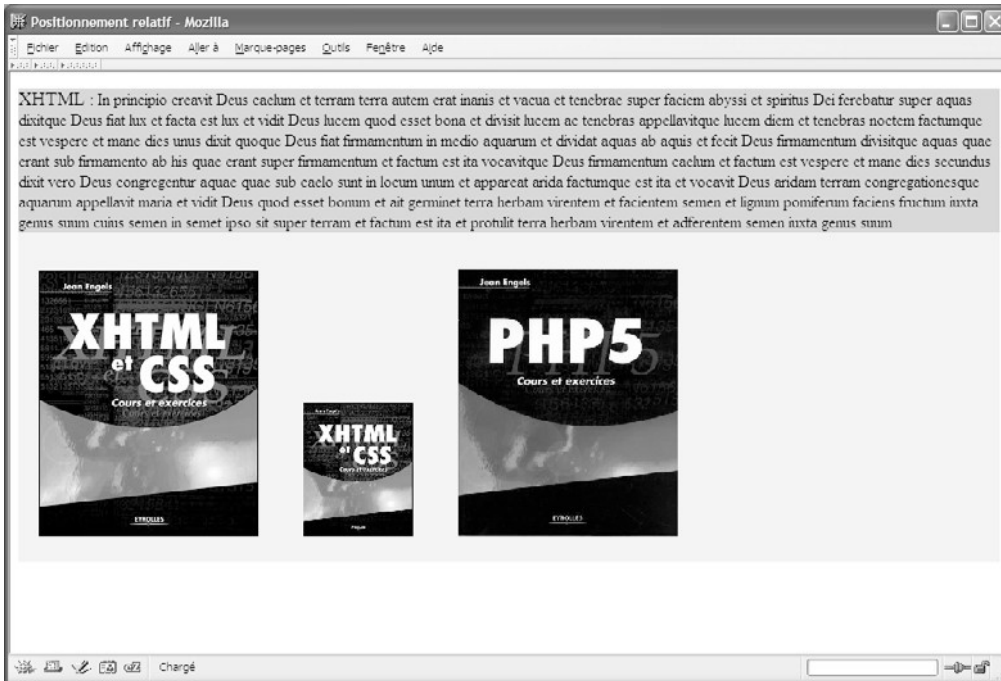 Positionnement relatif - Mozilla
Fichier Edition Affichage Aller à Marque-pages Outils Fenêtre Aide
XHTML : In principio creavit Deus caelum et terram terra autem erat inanis et vacua et tenebrae super faciem abyssi et spiritus Dei ferebatur super aquas
dixitque Deus fiat lux et facta est lux et vidit Deus lucem quod esset bona et divisit lucem ac tenebras appellavitque lucem diem et tenebras noctem factumque
est vespere et mane dies unus dixit quoque Deus fiat firmamentum in medio aquarum et dividat aquas ab aquis et fecit Deus firmamentum divisitque aquas quae
erant sub firmamento ab his quae erant super firmamentum et factum est ita vocavitque Deus firmamentum caelum et factum est vespere et mane dies secundus
dixit vero Deus congregentur aquae quae sub caelo sunt in locum unum et appareat arida factumque est ita et vocavit Deus aridam terram congregationesque
aquarum appellavit maria et vidit Deus quod esset bonum et ait germinet terra herbam virentem et facientem semen et lignum pomiferum faciens fructum iuxta
genus suum cuius semen in semet ipso sit super terram et factum est ita et protulit terra herbam virentem et adferentem semen iuxta genus suum
Jean Engels
XHTML
et CSS
Cours et exercices
EYROLLES
Jean Engels
XHTML
et CSS
Cours et exercices
Jean Engels
PHP5
Cours et exercices
EYROLLES
Chargé